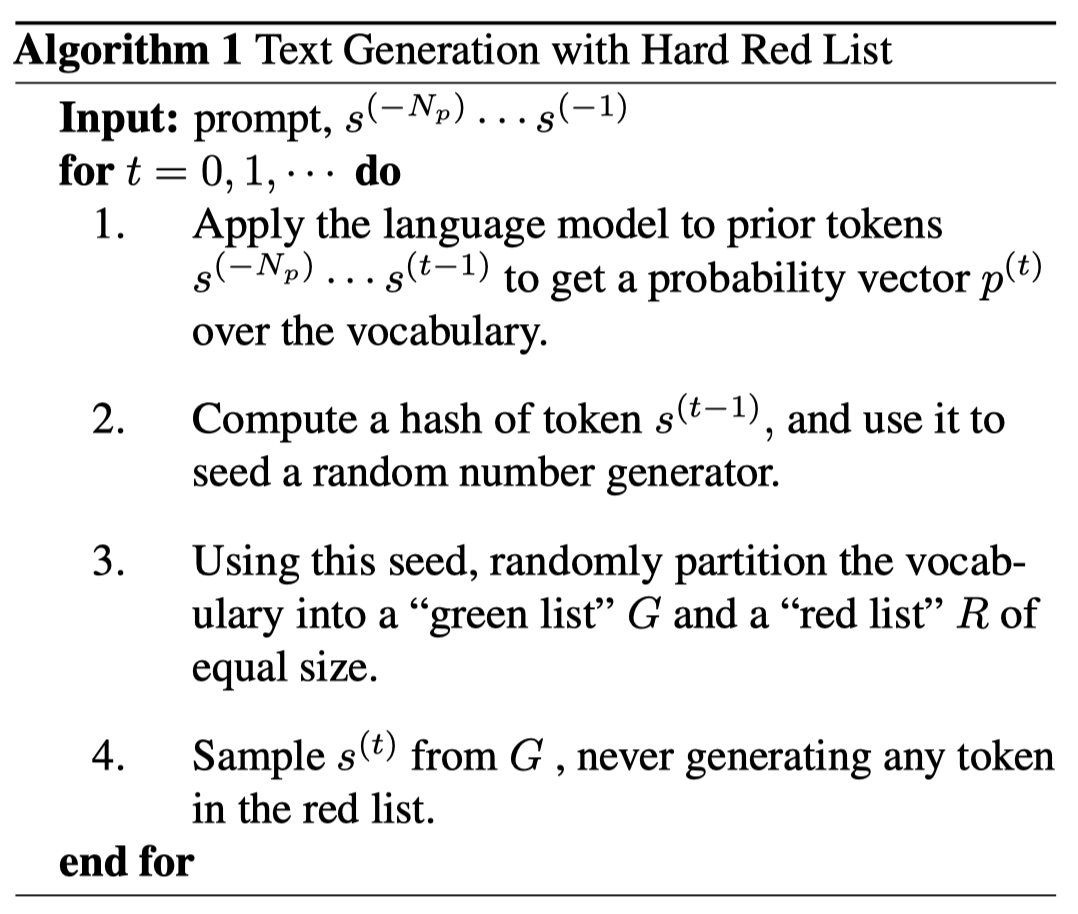 Algorithm 1 Text Generation with Hard Red List
Input: prompt, s^{(−N_p)} ⋯ s^{(−1)}
for t = 0, 1, ⋯ do
1. Apply the language model to prior tokens
s^{(−N_p)} ⋯ s^{(t−1)} to get a probability vector p^{(t)}
over the vocabulary.
2. Compute a hash of token s^{(t−1)}, and use it to
seed a random number generator.
3. Using this seed, randomly partition the vocab-
ulary into a “green list” G and a “red list” R of
equal size.
4. Sample s^{(t)} from G , never generating any token
in the red list.
end for